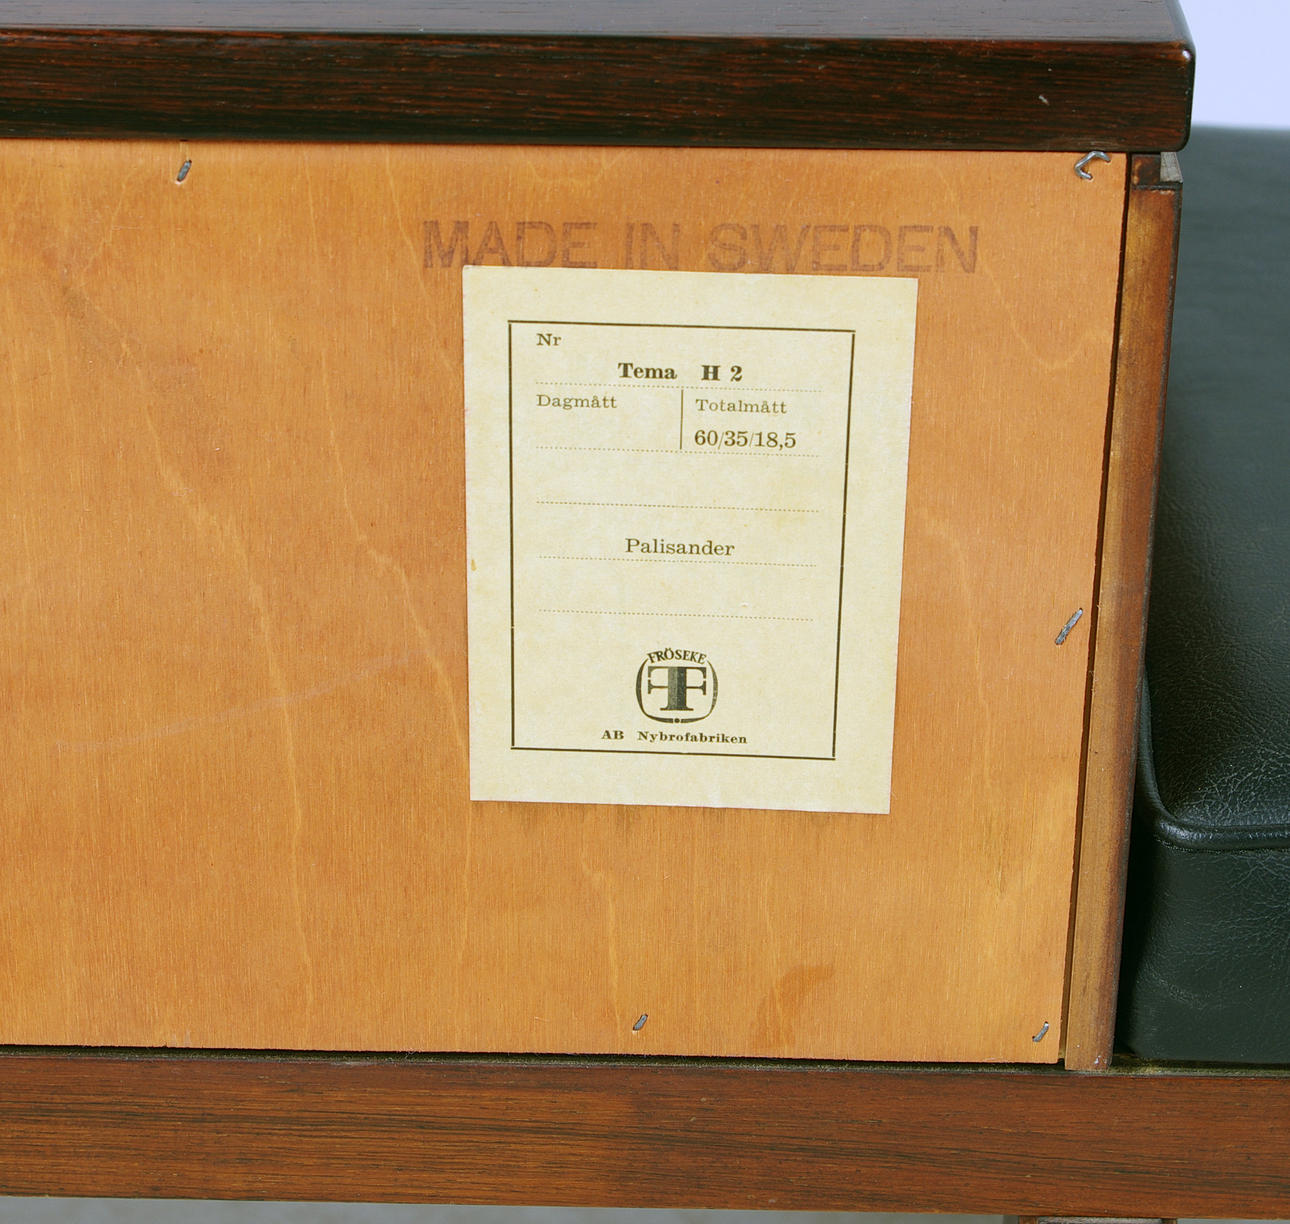 MADE IN SWEDEN
Nr
Tema H 2
Dagmått Totalmått
60/35/18,5
Palisander
FRÖSEKE
AB Nybrofabriken